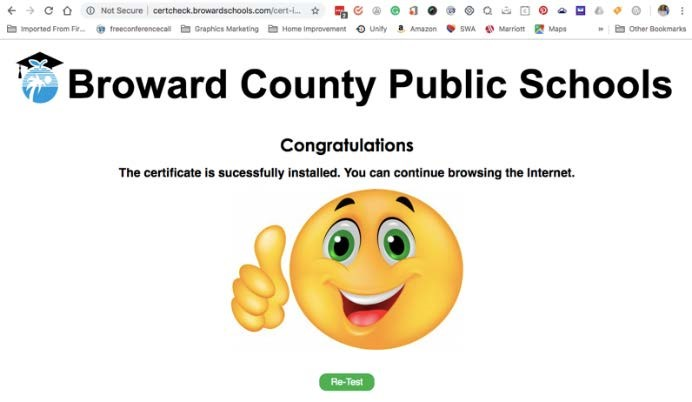 Not Secure | certcheck.browardschools.com/cert-i...
Imported From Fir... freeconferencecall Graphics Marketing Home Improvement Unify Amazon SWA Marriott Maps » Other Bookmarks
Broward County Public Schools
Congratulations
The certificate is sucessfully installed. You can continue browsing the Internet.
Re-Test